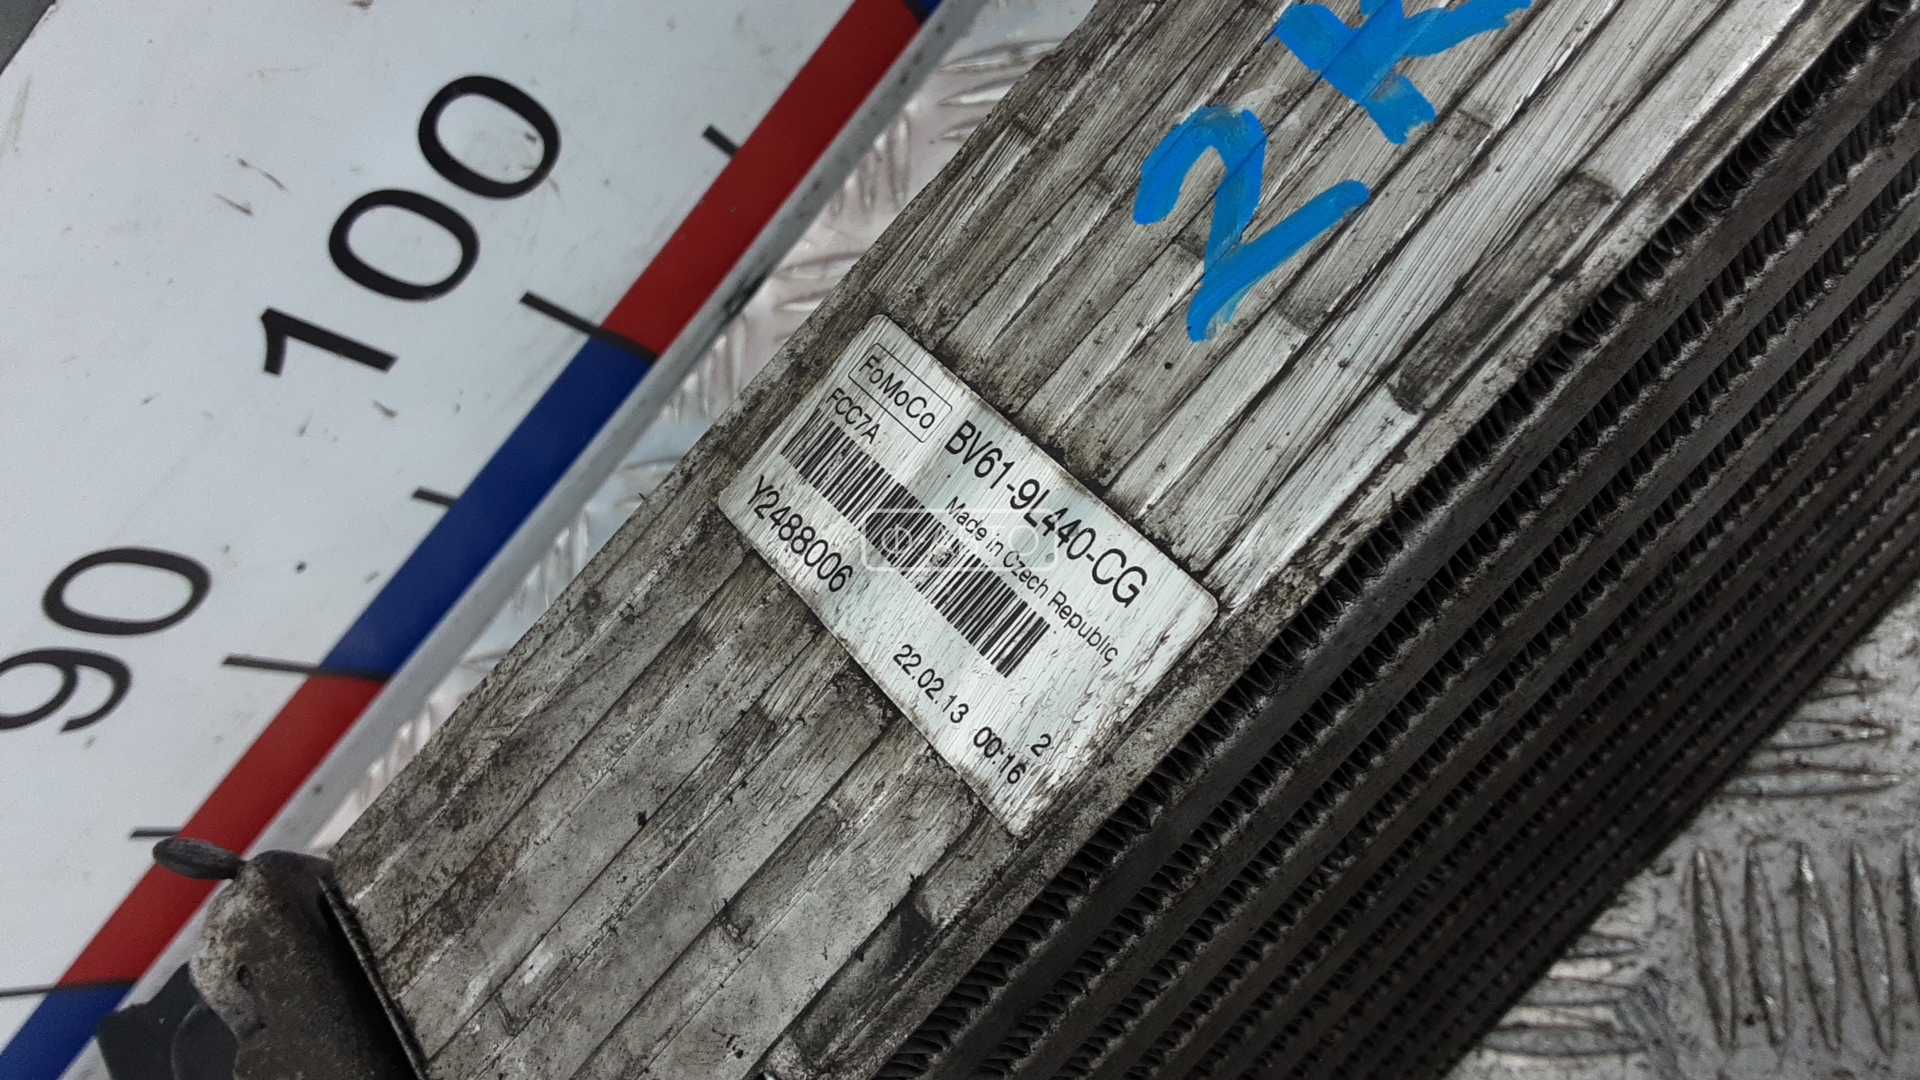 100
90
2K
FoMoCo
BV61-9L440-CG
FCC7A
Made in Czech Republic
Y2488006
22.02.13
00:16
2